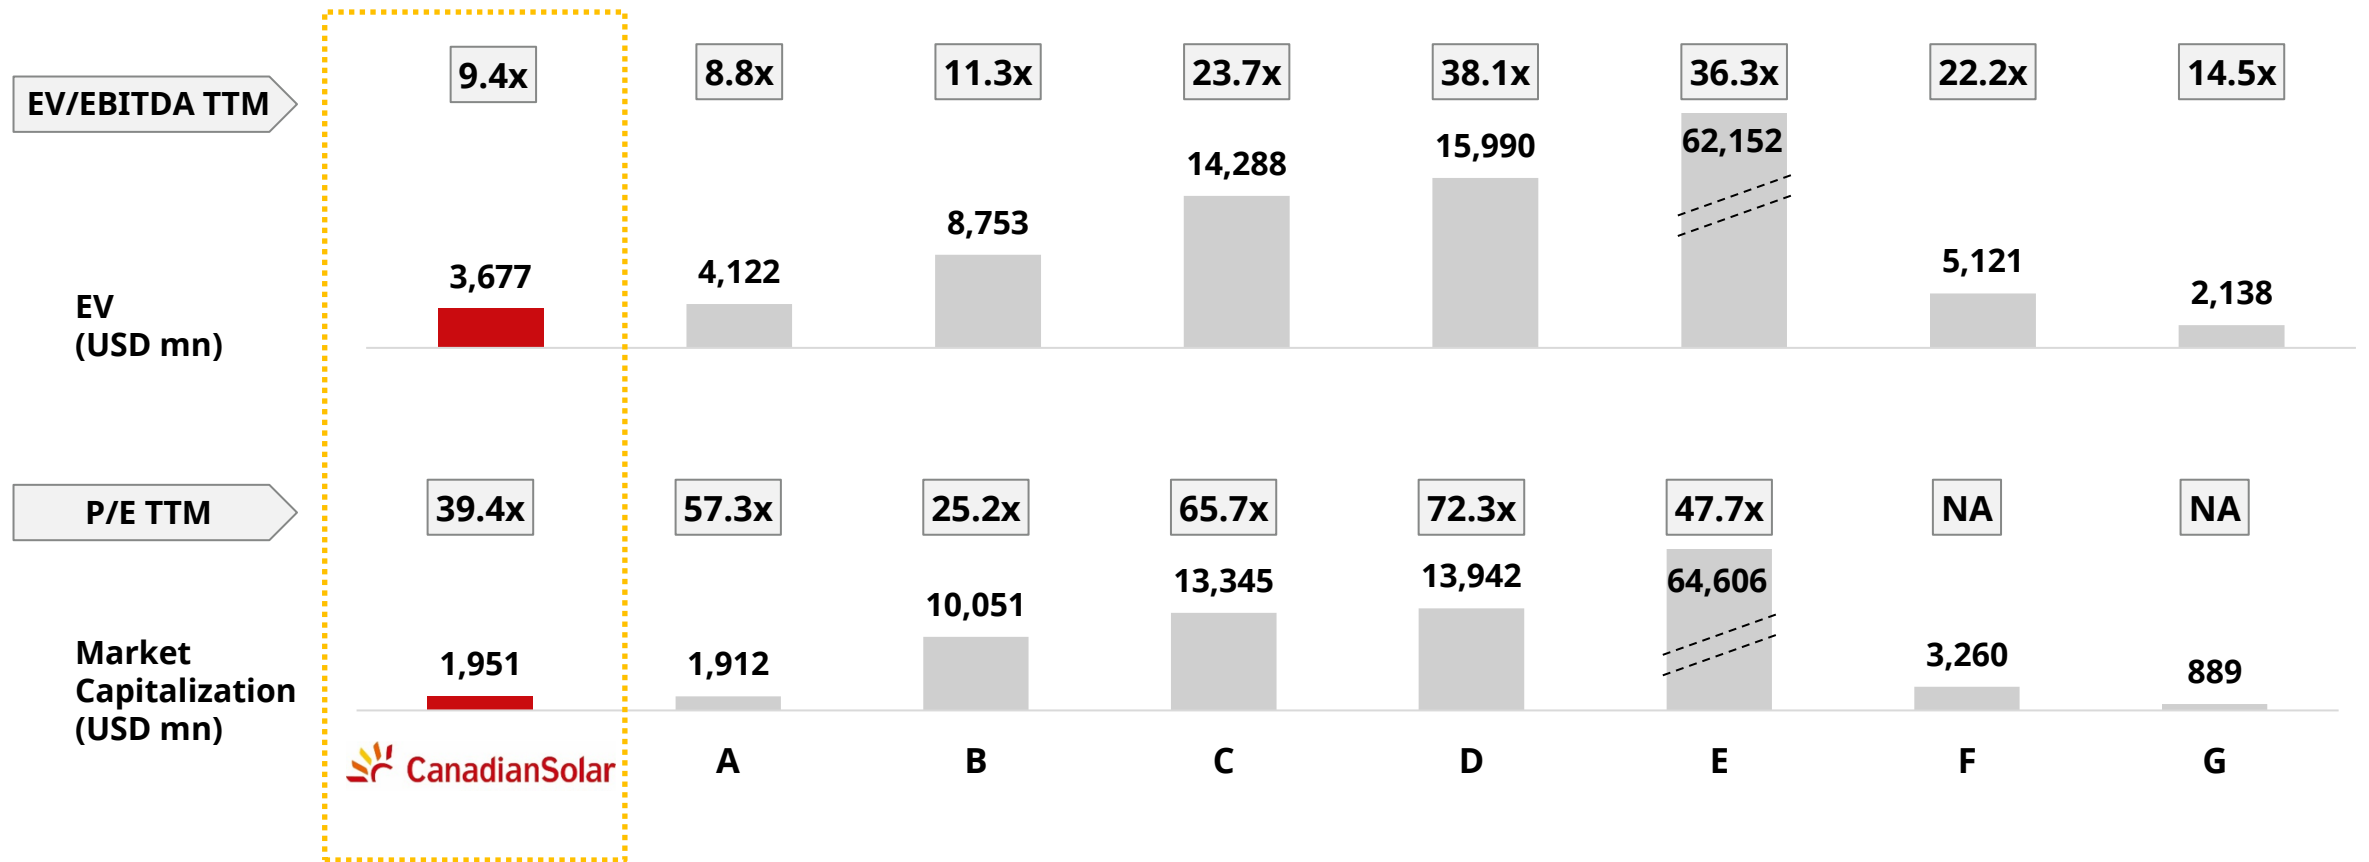 EV/EBITDA TTM
9.4x 8.8x 11.3x 23.7x 38.1x 36.3x 22.2x 14.5x
EV
(USD mn)
3,677 4,122 8,753 14,288 15,990 62,152 5,121 2,138
P/E TTM
39.4x 57.3x 25.2x 65.7x 72.3x 47.7x NA NA
Market
Capitalization
(USD mn)
1,951 1,912 10,051 13,345 13,942 64,606 3,260 889
CanadianSolar A B C D E F G